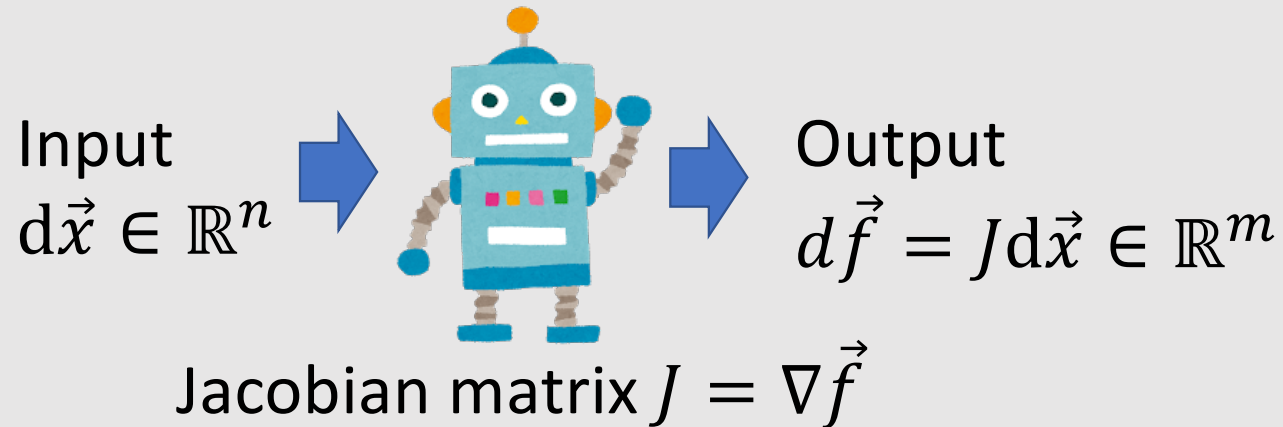 Input
d𝑥⃗ ∈ ℝⁿ
Output
𝑑𝑓⃗ = 𝐽d𝑥⃗ ∈ ℝᵐ
Jacobian matrix 𝐽 = ∇𝑓⃗